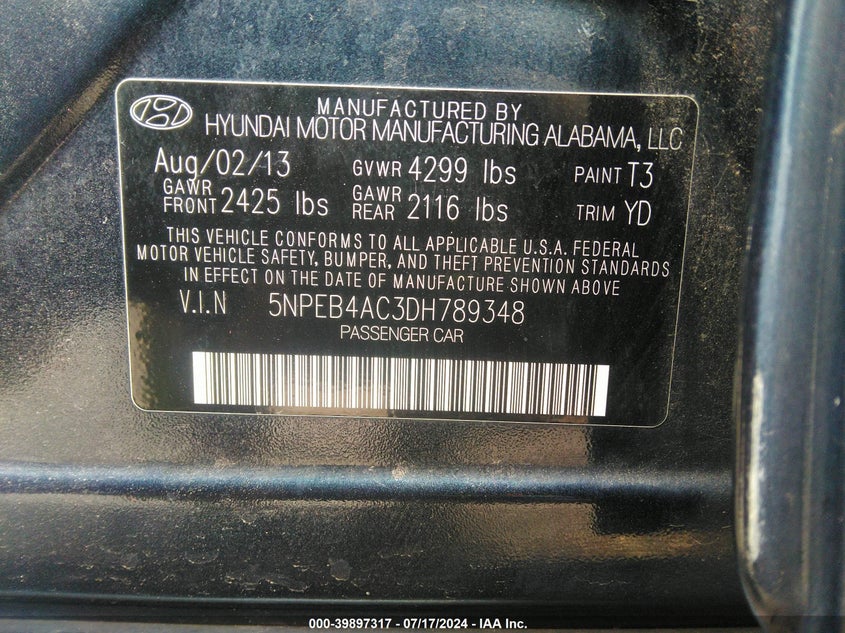 MANUFACTURED BY
HYUNDAI MOTOR MANUFACTURING ALABAMA, LLC
Aug/02/13 GVWR 4299 lbs PAINT T3
GAWR FRONT 2425 lbs GAWR REAR 2116 lbs TRIM YD
THIS VEHICLE CONFORMS TO ALL APPLICABLE U.S.A. FEDERAL
MOTOR VEHICLE SAFETY, BUMPER, AND THEFT PREVENTION STANDARDS
IN EFFECT ON THE DATE OF MANUFACTURE SHOWN ABOVE
V.I.N 5NPEB4AC3DH789348
PASSENGER CAR
000-39897317 - 07/17/2024 - IAA Inc.